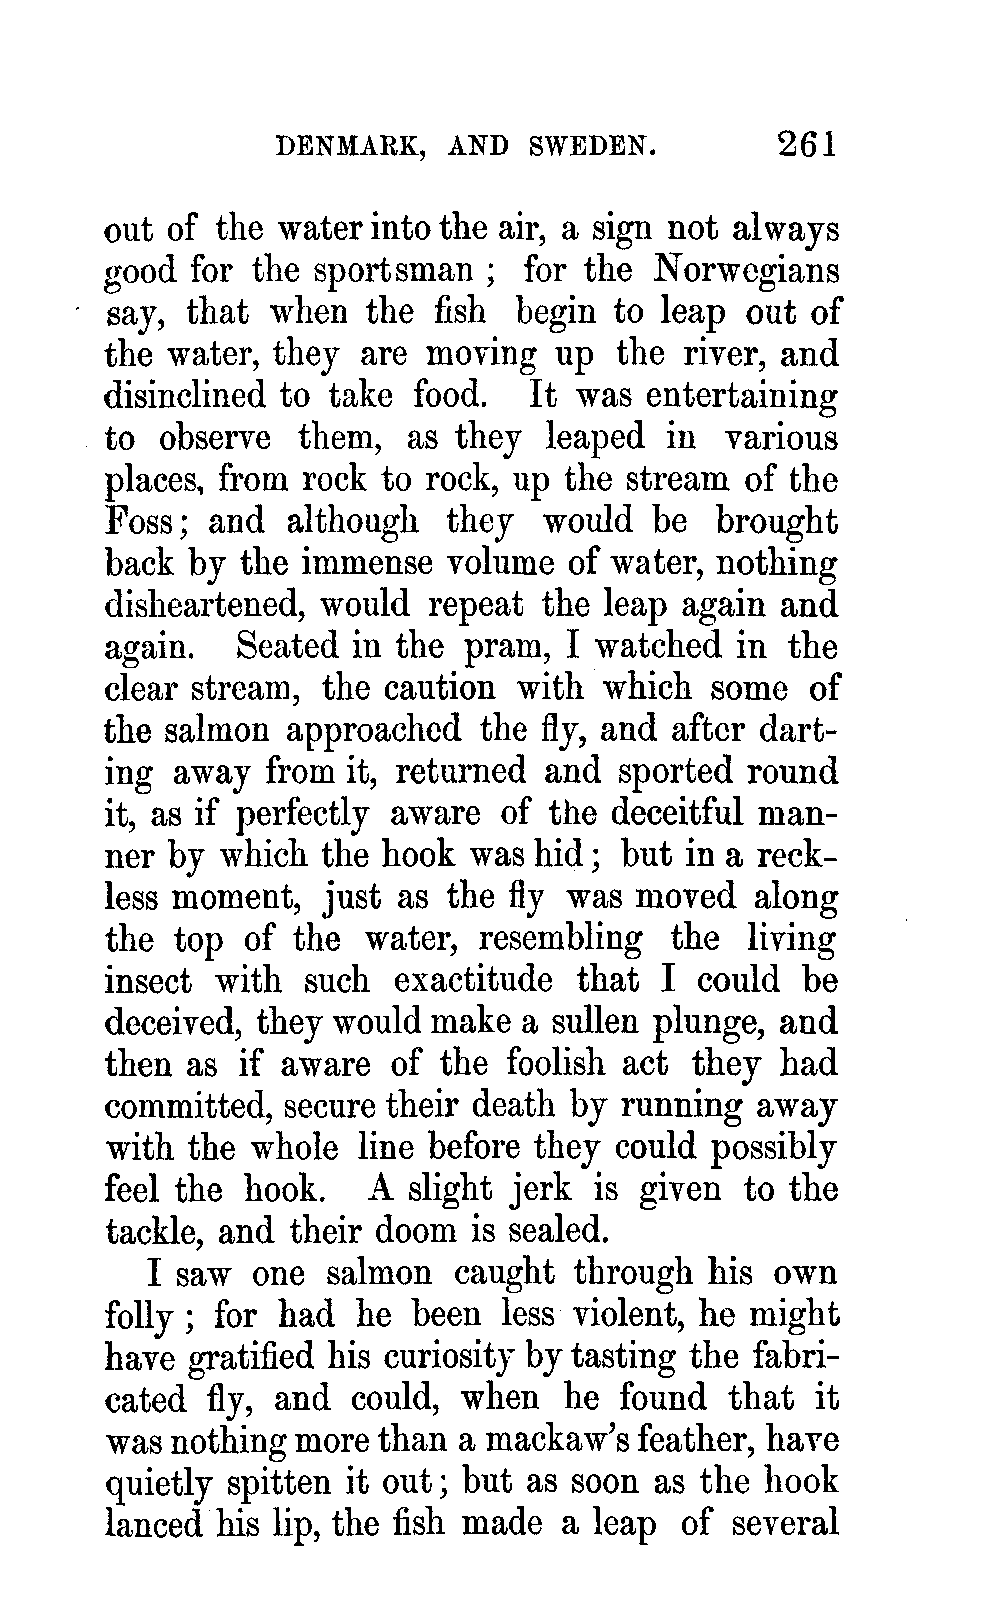 DENMARK, AND SWEDEN. 261
out of the water into the air, a sign not always
good for the sportsman ; for the Norwegians
say, that when the fish begin to leap out of
the water, they are moving up the river, and
disinclined to take food. It was entertaining
to observe them, as they leaped in various
places, from rock to rock, up the stream of the
Foss; and although they would be brought
back by the immense volume of water, nothing
disheartened, would repeat the leap again and
again. Seated in the pram, I watched in the
clear stream, the caution with which some of
the salmon approached the fly, and after dart-
ing away from it, returned and sported round
it, as if perfectly aware of the deceitful man-
ner by which the hook was hid ; but in a reck-
less moment, just as the fly was moved along
the top of the water, resembling the living
insect with such exactitude that I could be
deceived, they would make a sullen plunge, and
then as if aware of the foolish act they had
committed, secure their death by running away
with the whole line before they could possibly
feel the hook. A slight jerk is given to the
tackle, and their doom is sealed.
I saw one salmon caught through his own
folly ; for had he been less violent, he might
have gratified his curiosity by tasting the fabri-
cated fly, and could, when he found that it
was nothing more than a mackaw's feather, have
quietly spitten it out; but as soon as the hook
lanced his lip, the fish made a leap of several